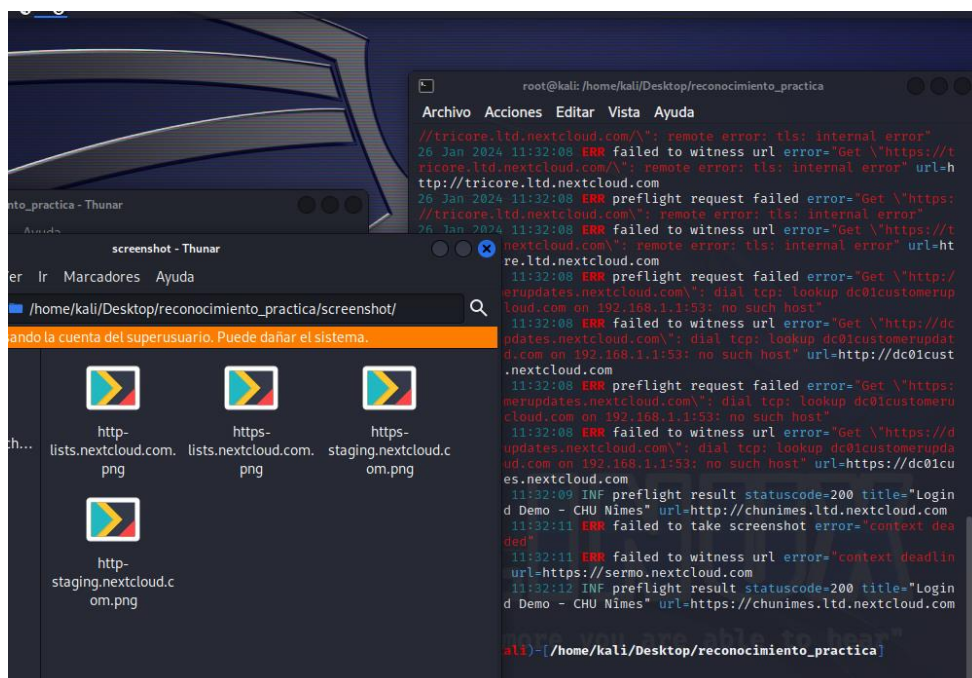 nto_practica - Thunar
Ayuda
screenshot - Thunar
er Ir Marcadores Ayuda
/home/kali/Desktop/reconocimiento_practica/screenshot/
ando la cuenta del superusuario. Puede dañar el sistema.
ch...
http-
lists.nextcloud.com.
png
https-
lists.nextcloud.com.
png
https-
staging.nextcloud.c
om.png
http-
staging.nextcloud.c
om.png
root@kali: /home/kali/Desktop/reconocimiento_practica
Archivo Acciones Editar Vista Ayuda
//tricore.ltd.nextcloud.com/\": remote error: tls: internal error"
26 Jan 2024 11:32:08 ERR failed to witness url error="Get \"https://t
ricore.ltd.nextcloud.com/\": remote error: tls: internal error" url=h
ttp://tricore.ltd.nextcloud.com
26 Jan 2024 11:32:08 ERR preflight request failed error="Get \"https:
//tricore.ltd.nextcloud.com\": remote error: tls: internal error"
26 Jan 2024 11:32:08 ERR failed to witness url error="Get \"https://t
nextcloud.com\": remote error: tls: internal error" url=ht
re.ltd.nextcloud.com
11:32:08 ERR preflight request failed error="Get \"http:/
erupdates.nextcloud.com\": dial tcp: lookup dc01customerup
loud.com on 192.168.1.1:53: no such host"
11:32:08 ERR failed to witness url error="Get \"http://dc
pdates.nextcloud.com\": dial tcp: lookup dc01customerupdat
d.com on 192.168.1.1:53: no such host" url=http://dc01cust
.nextcloud.com
11:32:08 ERR preflight request failed error="Get \"https:
merupdates.nextcloud.com\": dial tcp: lookup dc01customeru
cloud.com on 192.168.1.1:53: no such host"
11:32:08 ERR failed to witness url error="Get \"https://d
updates.nextcloud.com\": dial tcp: lookup dc01customerupda
ud.com on 192.168.1.1:53: no such host" url=https://dc01cu
es.nextcloud.com
11:32:09 INF preflight result statuscode=200 title="Login
d Demo - CHU Nîmes" url=http://chunimes.ltd.nextcloud.com
11:32:11 ERR failed to take screenshot error="context dea
ded"
11:32:11 ERR failed to witness url error="context deadlin
url=https://sermo.nextcloud.com
11:32:12 INF preflight result statuscode=200 title="Login
d Demo - CHU Nîmes" url=https://chunimes.ltd.nextcloud.com
more you are able to hear"
ali)-[/home/kali/Desktop/reconocimiento_practica]